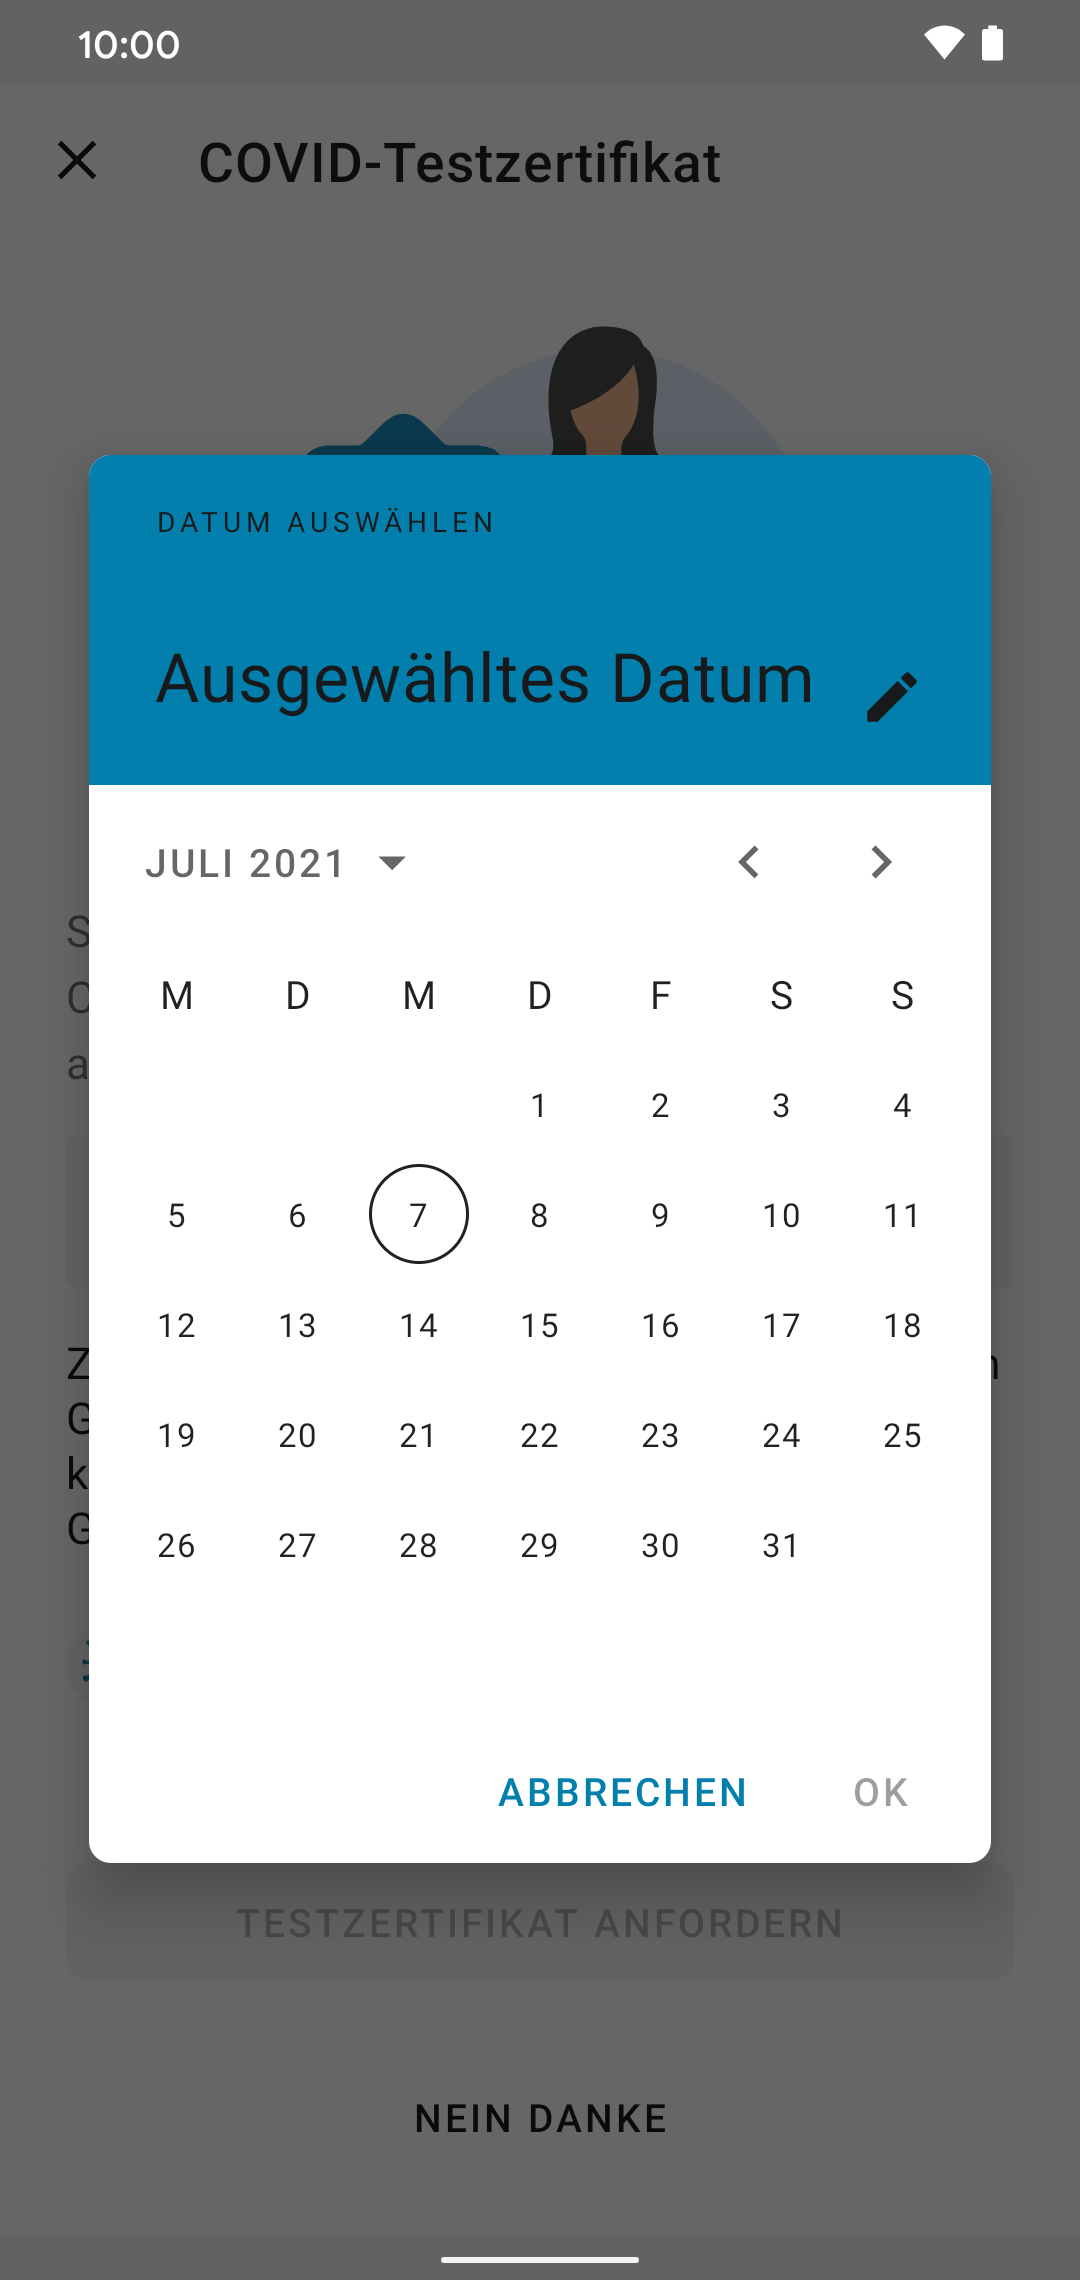 10:00
COVID-Testzertifikat
DATUM AUSWÄHLEN
Ausgewähltes Datum
JULI 2021
M D M D F S S
1 2 3 4
5 6 7 8 9 10 11
12 13 14 15 16 17 18
19 20 21 22 23 24 25
26 27 28 29 30 31
ABBRECHEN OK
TESTZERTIFIKAT ANFORDERN
NEIN DANKE